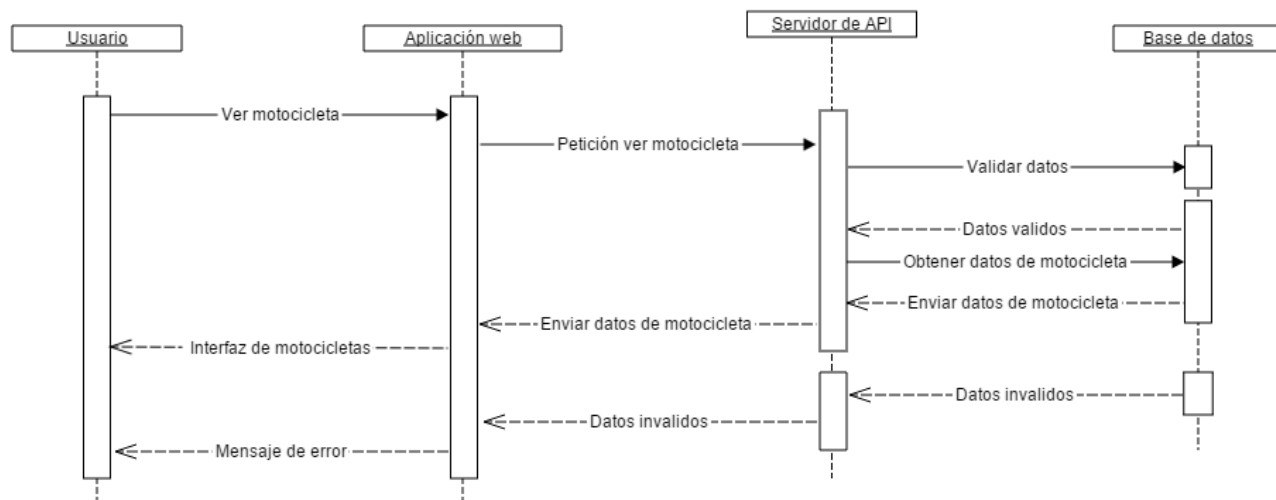 Usuario
Aplicación web
Servidor de API
Base de datos
Ver motocicleta
Petición ver motocicleta
Validar datos
Datos validos
Obtener datos de motocicleta
Enviar datos de motocicleta
Enviar datos de motocicleta
Interfaz de motocicletas
Datos invalidos
Datos invalidos
Mensaje de error